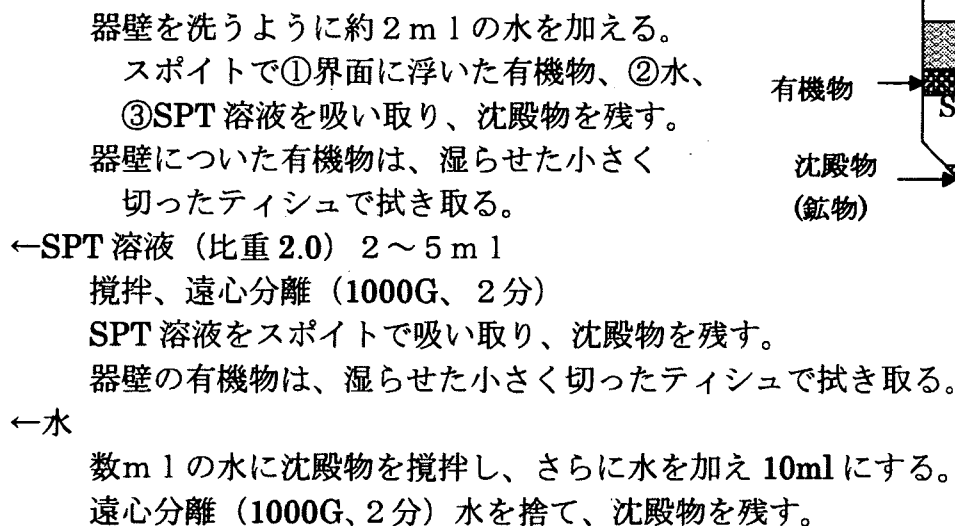 器壁を洗うように約２ｍｌの水を加える。
スポイトで①界面に浮いた有機物、②水、
③SPT 溶液を吸い取り、沈殿物を残す。
器壁についた有機物は、湿らせた小さく
切ったティシュで拭き取る。
有機物
S
沈殿物
(鉱物)
←SPT 溶液（比重 2.0）２～５ｍｌ
撹拌、遠心分離（1000G、２分）
SPT 溶液をスポイトで吸い取り、沈殿物を残す。
器壁の有機物は、湿らせた小さく切ったティシュで拭き取る。
←水
数ｍｌの水に沈殿物を撹拌し、さらに水を加え 10ml にする。
遠心分離（1000G、２分）水を捨て、沈殿物を残す。